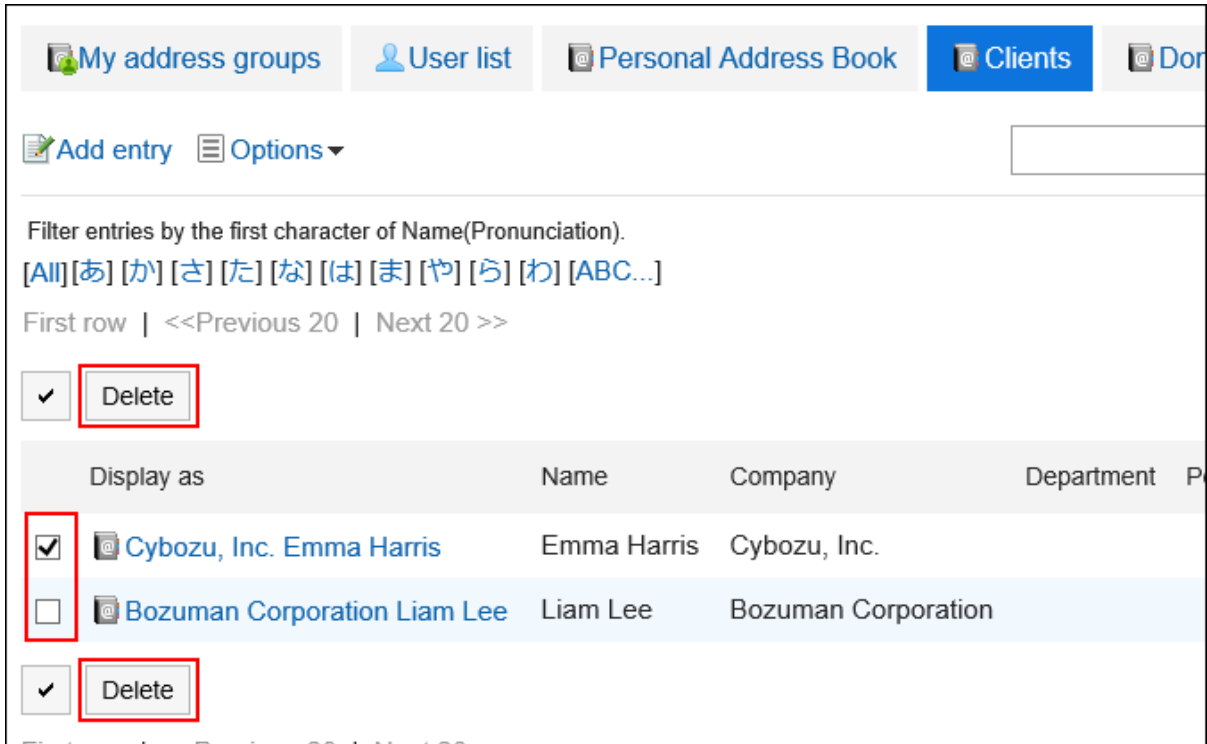 My address groups User list Personal Address Book Clients Dor
Add entry Options
Filter entries by the first character of Name(Pronunciation).
[All][あ] [か] [さ] [た] [な] [は] [ま] [や] [ら] [わ] [ABC...]
First row | <<Previous 20 | Next 20 >>
Delete
Display as Name Company Department
Cybozu, Inc. Emma Harris Emma Harris Cybozu, Inc.
Bozuman Corporation Liam Lee Liam Lee Bozuman Corporation
Delete